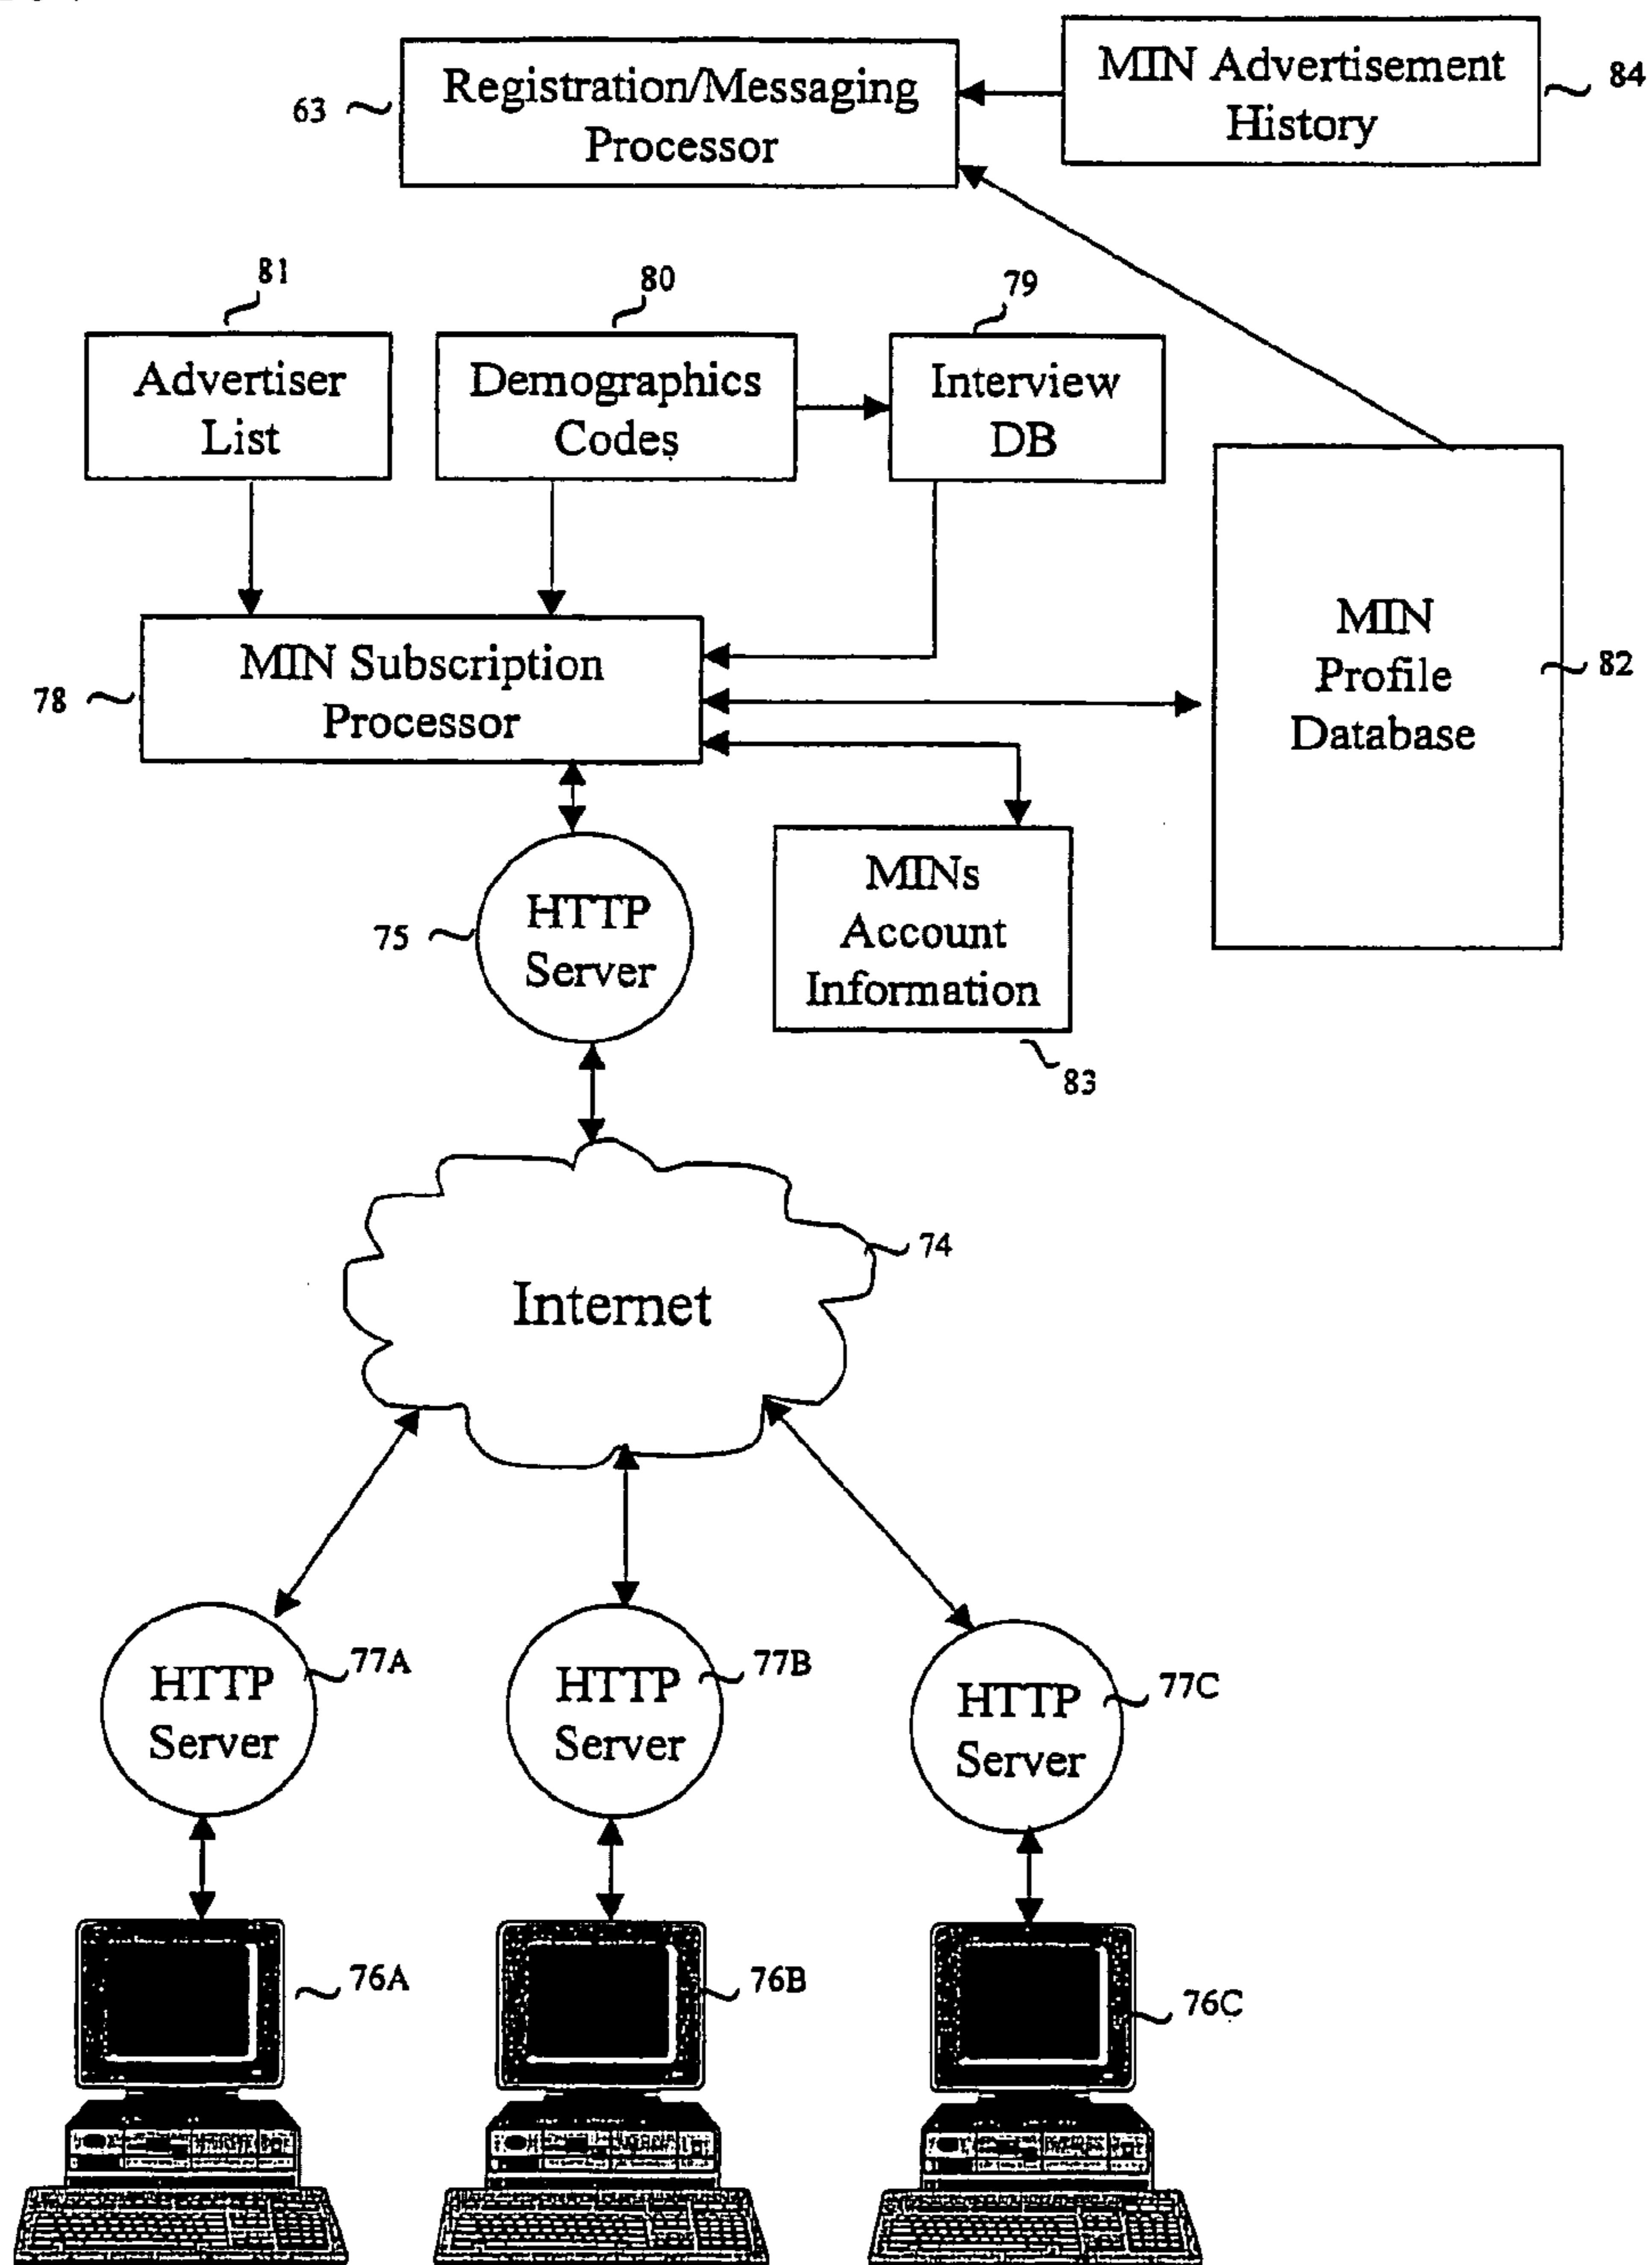 Registration/Messaging
Processor
63
MIN Advertisement
History
84
81
80
79
Advertiser
List
Demographics
Codes
Interview
DB
MIN Subscription
Processor
78
MIN
Profile
Database
82
HTTP
Server
75
MINs
Account
Information
83
74
Internet
HTTP
Server
77A
HTTP
Server
77B
HTTP
Server
77C
76A
76B
76C